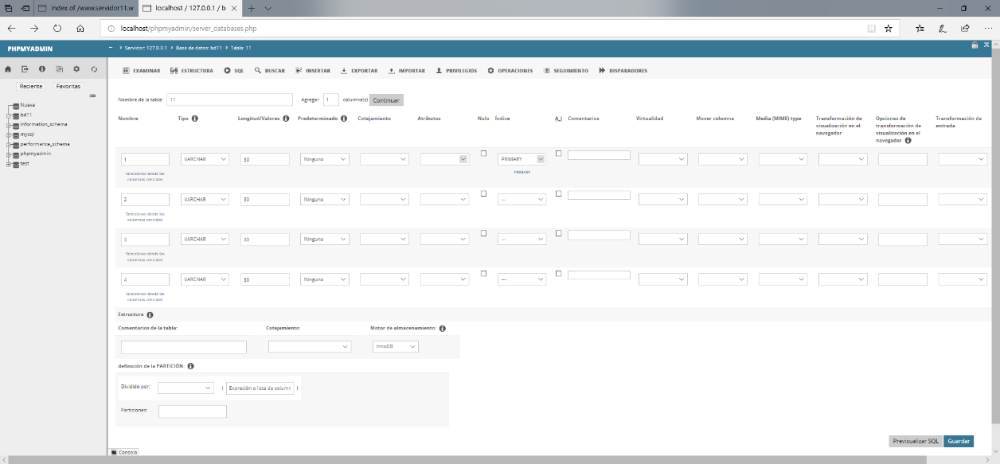 Index of /www.servidor11.w
localhost / 127.0.0.1 / b
localhost/phpmyadmin/server_databases.php
PHPMYADMIN
Servidor: 127.0.0.1 Base de datos: bd11 Tabla: 11
EXAMINAR ESTRUCTURA SQL BUSCAR INSERTAR EXPORTAR IMPORTAR PRIVILEGIOS OPERACIONES SEGUIMIENTO DISPARADORES
Reciente Favoritas
Nueva
bd11
information_schema
mysql
performance_schema
phpmyadmin
test
Nombre de la tabla: 11 Agregar 1 columna(s) Continuar
Nombre Tipo Longitud/Valores Predeterminado Cotejamiento Atributos Nulo Índice A_I Comentarios Virtualidad Mover columna Media (MIME) type Transformación de visualización en el navegador Opciones de transformación de visualización en el navegador Transformación de entrada
1 VARCHAR 30 Ninguno PRIMARY
Seleccionar desde las columnas centrales
PRIMARY
2 VARCHAR 30 Ninguno ---
Seleccionar desde las columnas centrales
3 VARCHAR 30 Ninguno ---
Seleccionar desde las columnas centrales
4 VARCHAR 30 Ninguno ---
Seleccionar desde las columnas centrales
Estructura
Comentarios de la tabla: Cotejamiento: Motor de almacenamiento:
InnoDB
definición de la PARTICIÓN:
Dividido por: ( Expresión o lista de column )
Particiones:
Previsualizar SQL Guardar
Consola